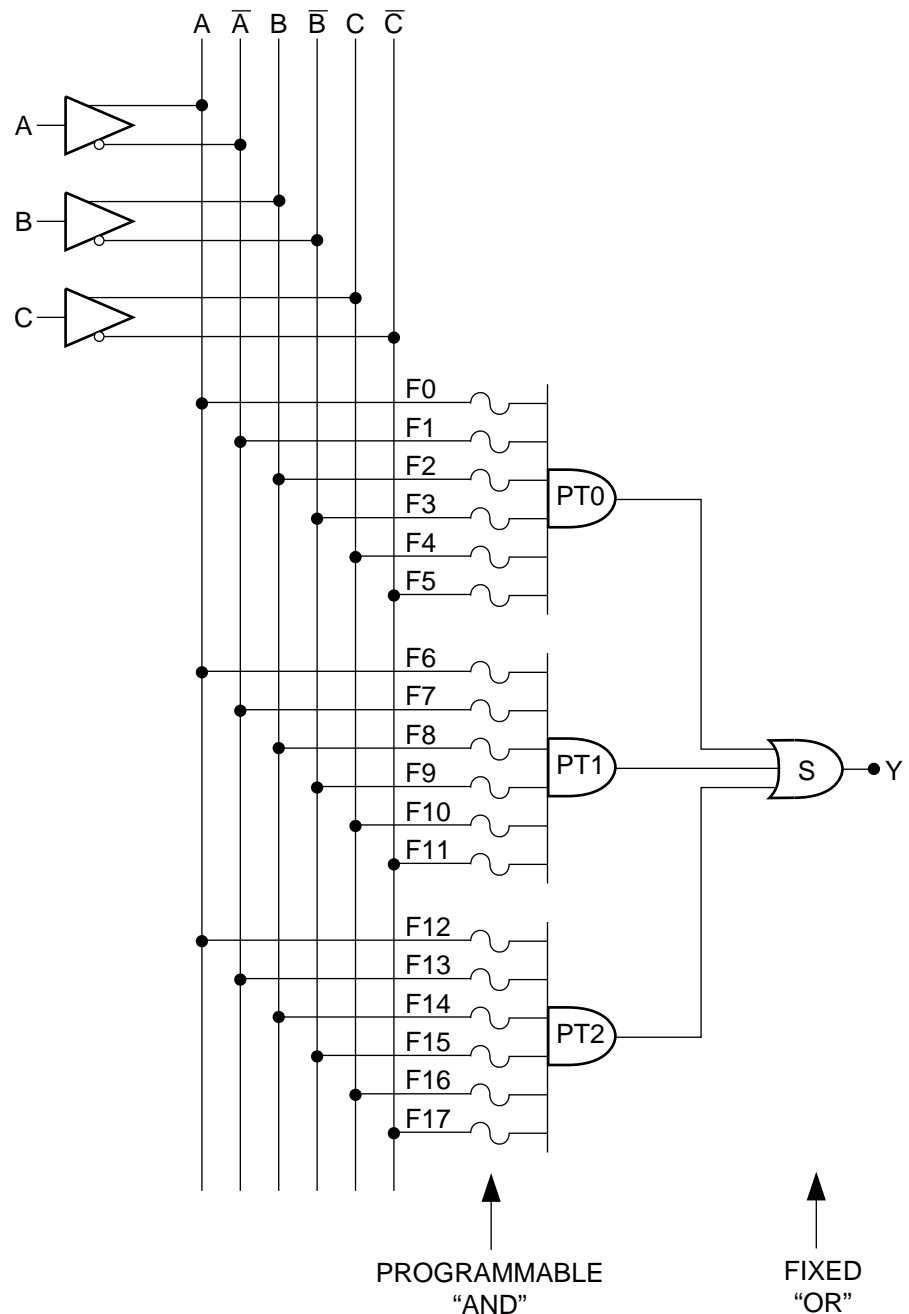 A A̅ B B̅ C C̅
A
B
C
F0
F1
F2
F3
F4
F5
PT0
F6
F7
F8
F9
F10
F11
PT1
S
Y
F12
F13
F14
F15
F16
F17
PT2
PROGRAMMABLE
“AND”
FIXED
“OR”